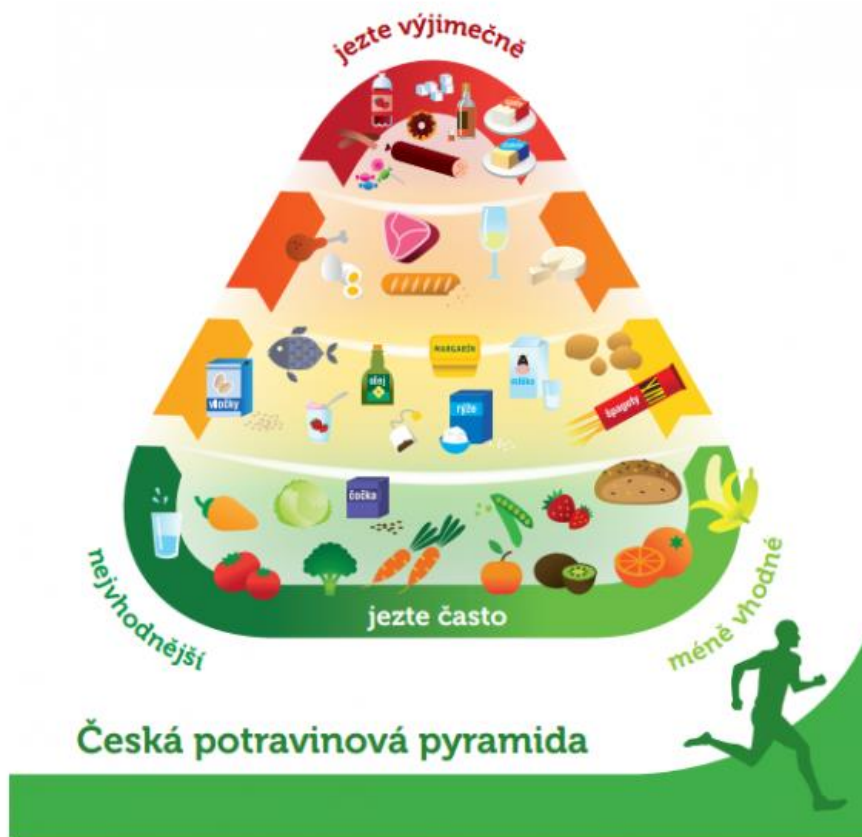 jezte výjimečně
MARGARÍN
olej
mléko
vločky
rýže
špagety
čočka
nejvhodnější
jezte často
méně vhodné
Česká potravinová pyramida